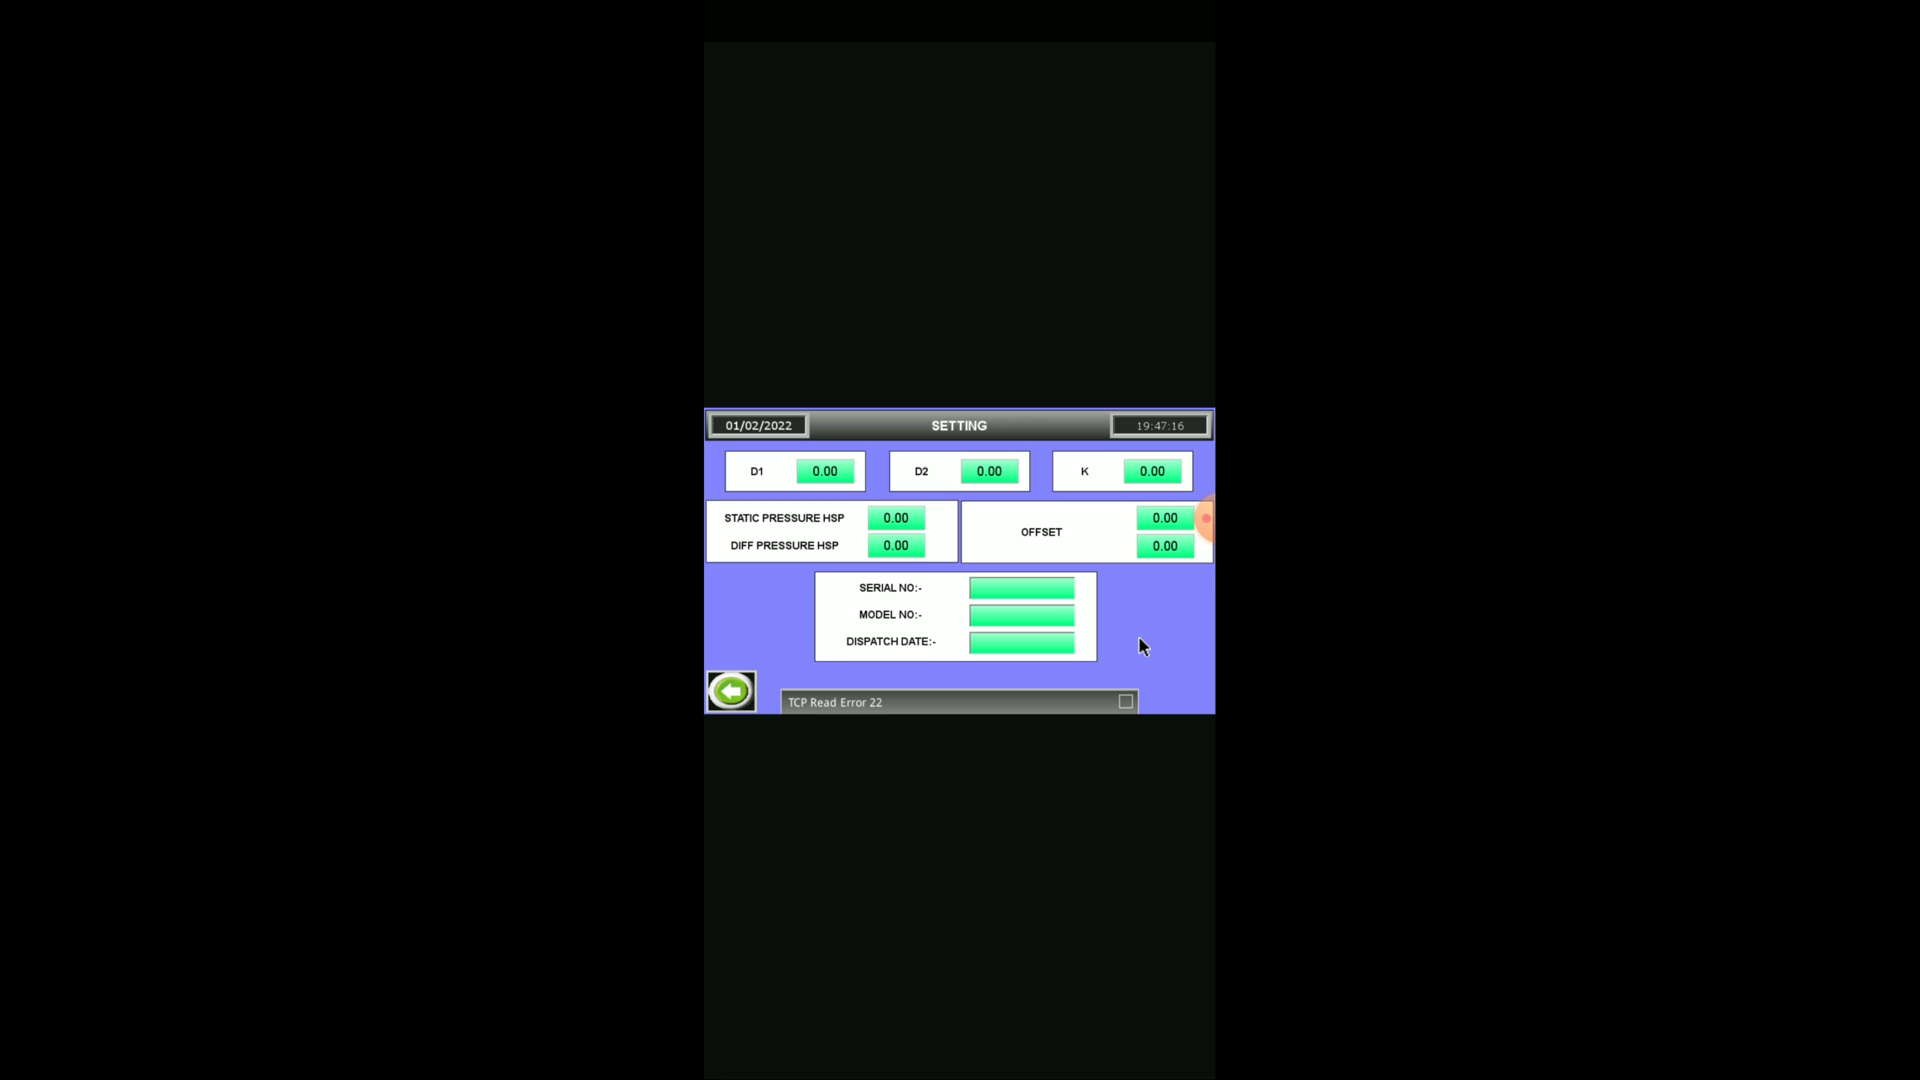 01/02/2022 SETTING 19:47:16
D1 0.00 D2 0.00 K 0.00
STATIC PRESSURE HSP 0.00 OFFSET 0.00
DIFF PRESSURE HSP 0.00 0.00
SERIAL NO:-
MODEL NO:-
DISPATCH DATE:-
TCP Read Error 22